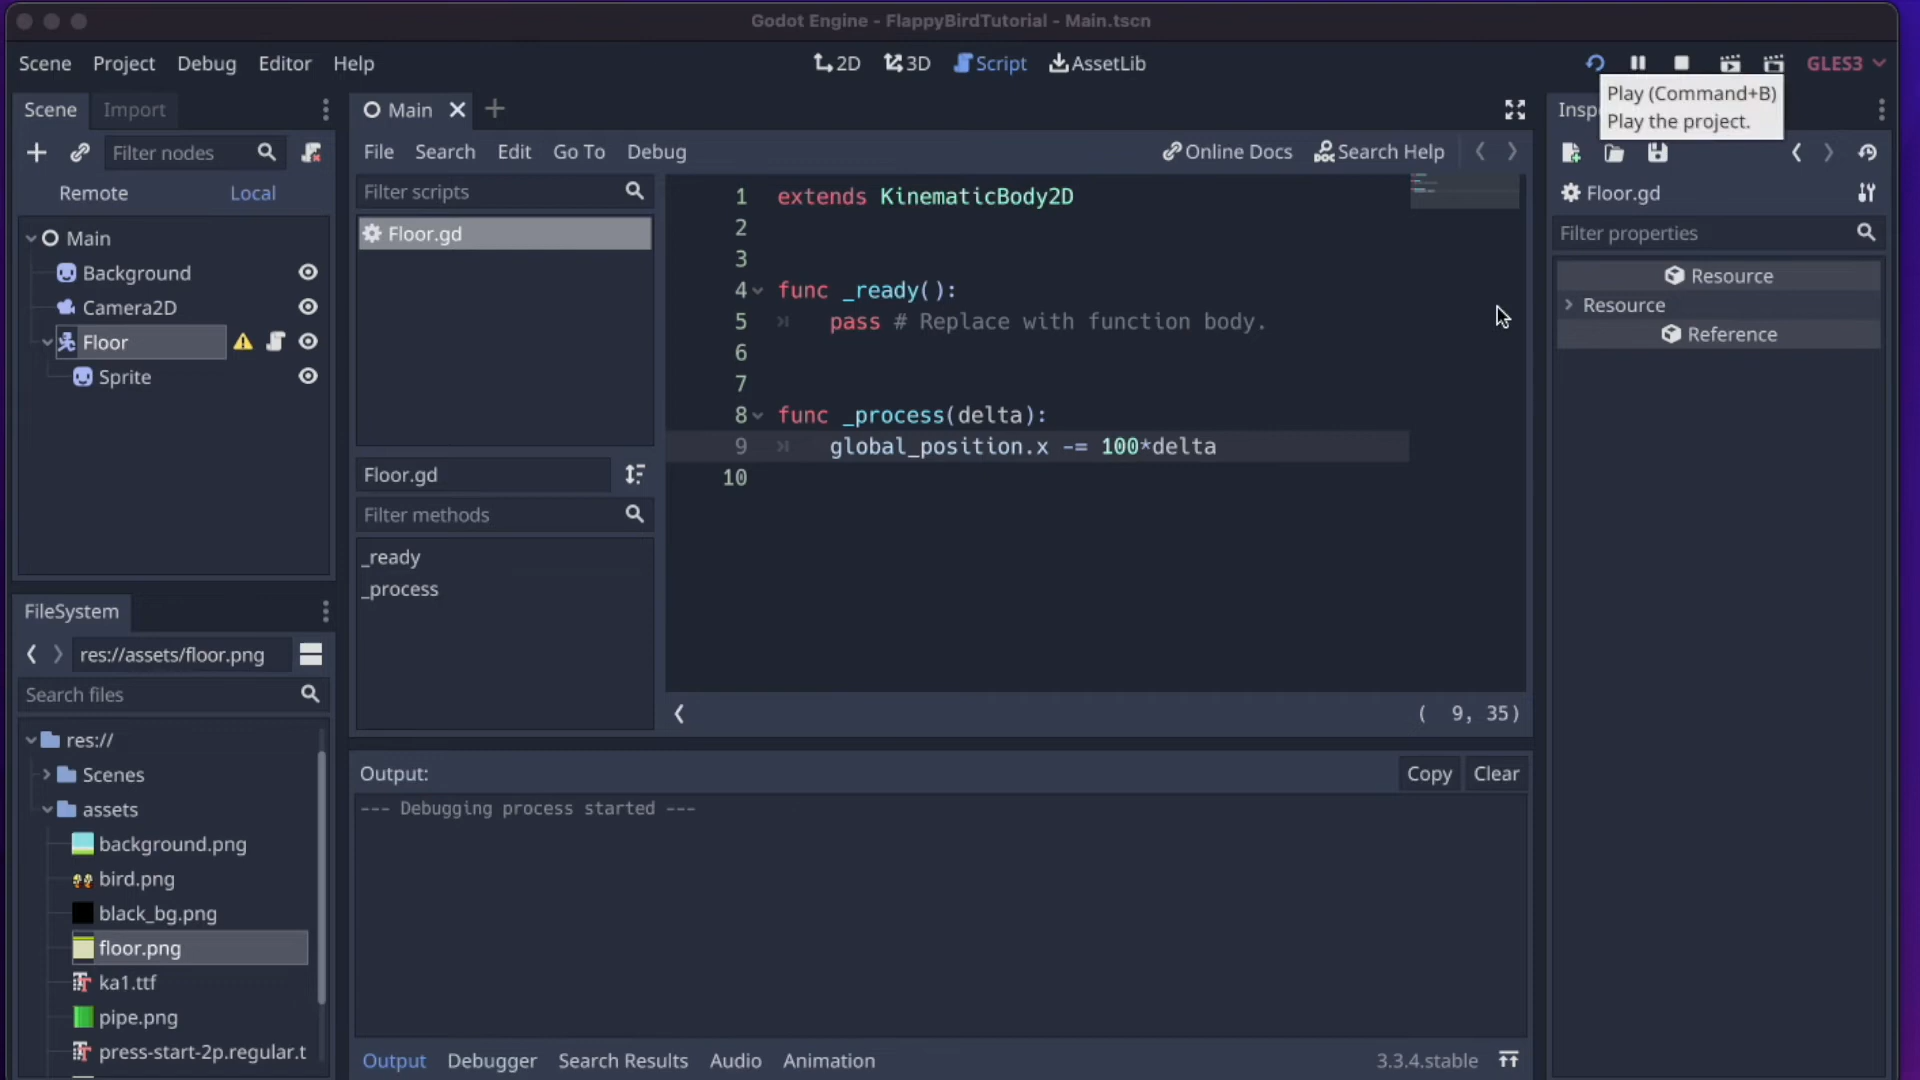 Godot Engine - FlappyBirdTutorial - Main.tscn
Scene Project Debug Editor Help
2D 3D Script AssetLib
GLES3
Play (Command+B)
Play the project.
Scene Import
Main
Insp
Filter nodes
File Search Edit Go To Debug
Online Docs Search Help
Remote Local
Filter scripts
Floor.gd
Main
Background
Camera2D
Floor
Sprite
Floor.gd
Filter methods
_ready
_process
1 extends KinematicBody2D
2
3
4 func _ready():
5 pass # Replace with function body.
6
7
8 func _process(delta):
9 global_position.x -= 100*delta
10
( 9, 35)
Floor.gd
Filter properties
Resource
Resource
Reference
FileSystem
res://assets/floor.png
Search files
res://
Scenes
assets
background.png
bird.png
black_bg.png
floor.png
ka1.ttf
pipe.png
press-start-2p.regular.t
Output:
Copy Clear
--- Debugging process started ---
Output Debugger Search Results Audio Animation
3.3.4.stable